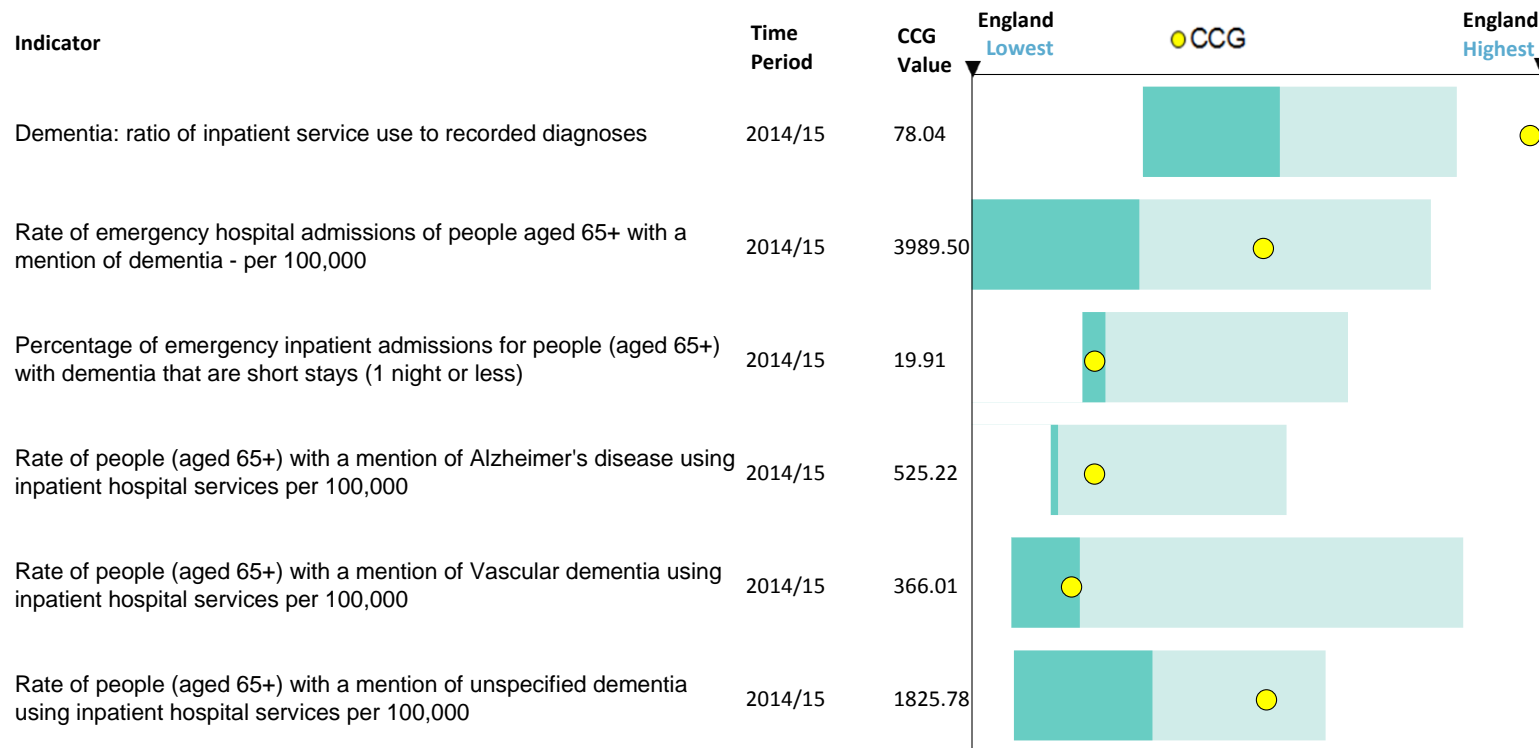 Indicator
Time
Period
CCG
Value
England
Lowest
CCG
England
Highest
Dementia: ratio of inpatient service use to recorded diagnoses
2014/15
78.04
Rate of emergency hospital admissions of people aged 65+ with a
mention of dementia - per 100,000
2014/15
3989.50
Percentage of emergency inpatient admissions for people (aged 65+)
with dementia that are short stays (1 night or less)
2014/15
19.91
Rate of people (aged 65+) with a mention of Alzheimer's disease using
inpatient hospital services per 100,000
2014/15
525.22
Rate of people (aged 65+) with a mention of Vascular dementia using
inpatient hospital services per 100,000
2014/15
366.01
Rate of people (aged 65+) with a mention of unspecified dementia
using inpatient hospital services per 100,000
2014/15
1825.78